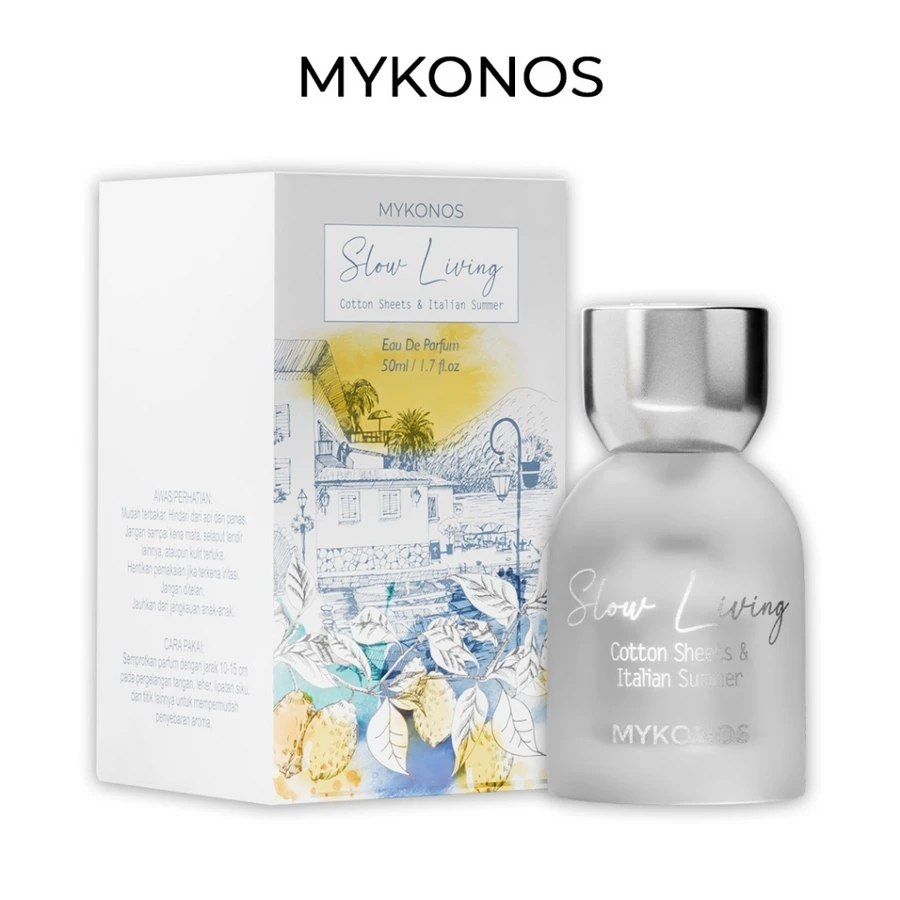 MYKONOS
MYKONOS
Slow Living
Cotton Sheets & Italian Summer
Eau De Parfum
50ml / 1.7 fl.oz
AWAS/PERHATIAN:
Mudah terbakar. Hindari dari api dan panas.
Jangan sampai kena mata, selaput lendir
lainnya, ataupun kulit terluka.
Hentikan pemakaian jika terkena iritasi.
Jangan ditelan.
Jauhkan dari jangkauan anak-anak.
CARA PAKAI:
Semprotkan parfum dengan jarak 10-15 cm
pada pergelangan tangan, leher, lipatan siku,
dan titik lainnya untuk mempermudah
penyebaran aroma.
Slow Living
Cotton Sheets &
Italian Summer
MYKONOS